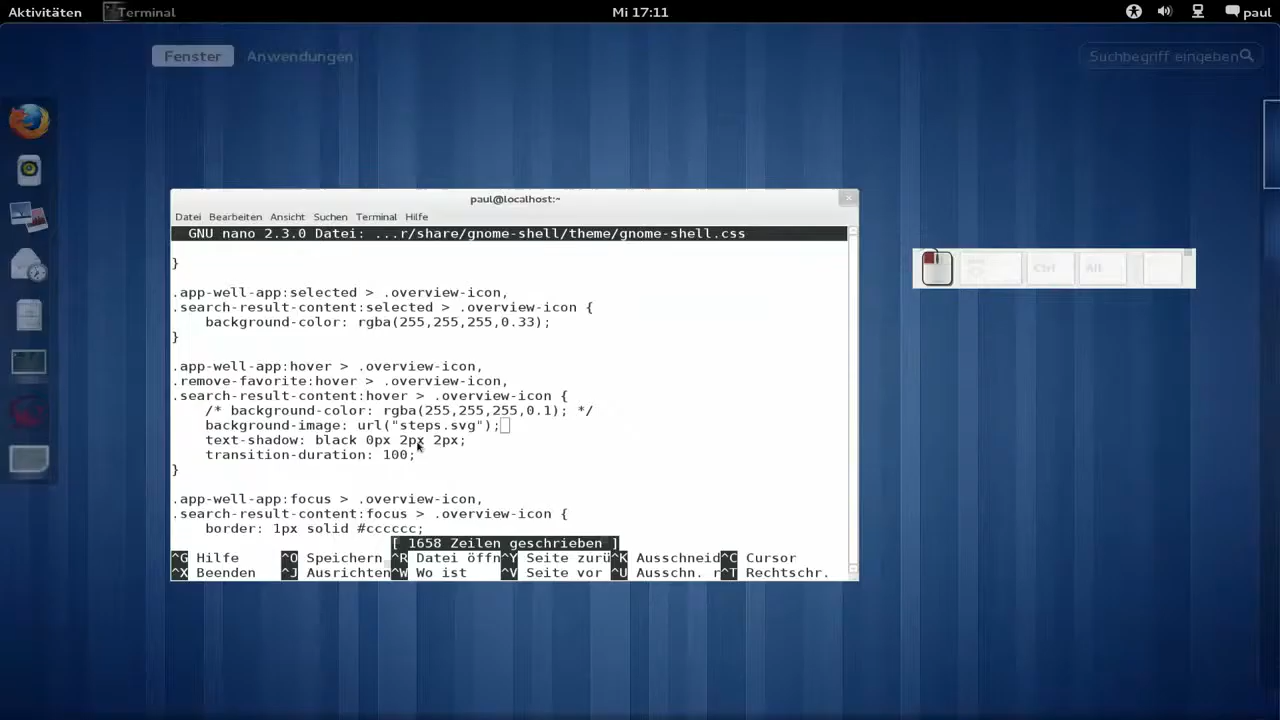 Aktivitäten Terminal Mi 17:11 paul
Fenster Anwendungen Suchbegriff eingeben
paul@localhost:~
Datei Bearbeiten Ansicht Suchen Terminal Hilfe
GNU nano 2.3.0 Datei: ...r/share/gnome-shell/theme/gnome-shell.css
}
.app-well-app:selected > .overview-icon,
.search-result-content:selected > .overview-icon {
background-color: rgba(255,255,255,0.33);
}
.app-well-app:hover > .overview-icon,
.remove-favorite:hover > .overview-icon,
.search-result-content:hover > .overview-icon {
/* background-color: rgba(255,255,255,0.1); */
background-image: url("steps.svg");
text-shadow: black 0px 2px 2px;
transition-duration: 100;
}
.app-well-app:focus > .overview-icon,
.search-result-content:focus > .overview-icon {
border: 1px solid #cccccc;
[ 1658 Zeilen geschrieben ]
^G Hilfe ^O Speichern ^R Datei öffn ^Y Seite zurü ^K Ausschneid ^C Cursor
^X Beenden ^J Ausrichten ^W Wo ist ^V Seite vor ^U Ausschn. r ^T Rechtschr.
Ctrl Alt